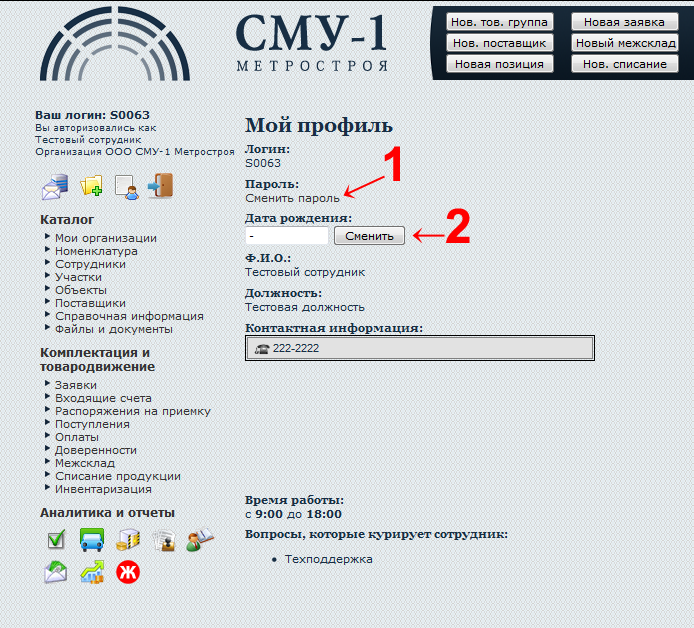 СМУ-1
МЕТРОСТРОЯ
Нов. тов. группа
Новая заявка
Нов. поставщик
Новый межсклад
Новая позиция
Нов. списание
Ваш логин: S0063
Вы авторизовались как
Тестовый сотрудник
Организация ООО СМУ-1 Метростроя
Каталог
Мои организации
Номенклатура
Сотрудники
Участки
Объекты
Поставщики
Справочная информация
Файлы и документы
Комплектация и
товародвижение
Заявки
Входящие счета
Распоряжения на приемку
Поступления
Оплаты
Доверенности
Межсклад
Списание продукции
Инвентаризация
Аналитика и отчеты
Ж
Мой профиль
Логин:
S0063
Пароль:
Сменить пароль
1
Дата рождения:
-
Сменить
2
Ф.И.О.:
Тестовый сотрудник
Должность:
Тестовая должность
Контактная информация:
222-2222
Время работы:
с 9:00 до 18:00
Вопросы, которые курирует сотрудник:
Техподдержка